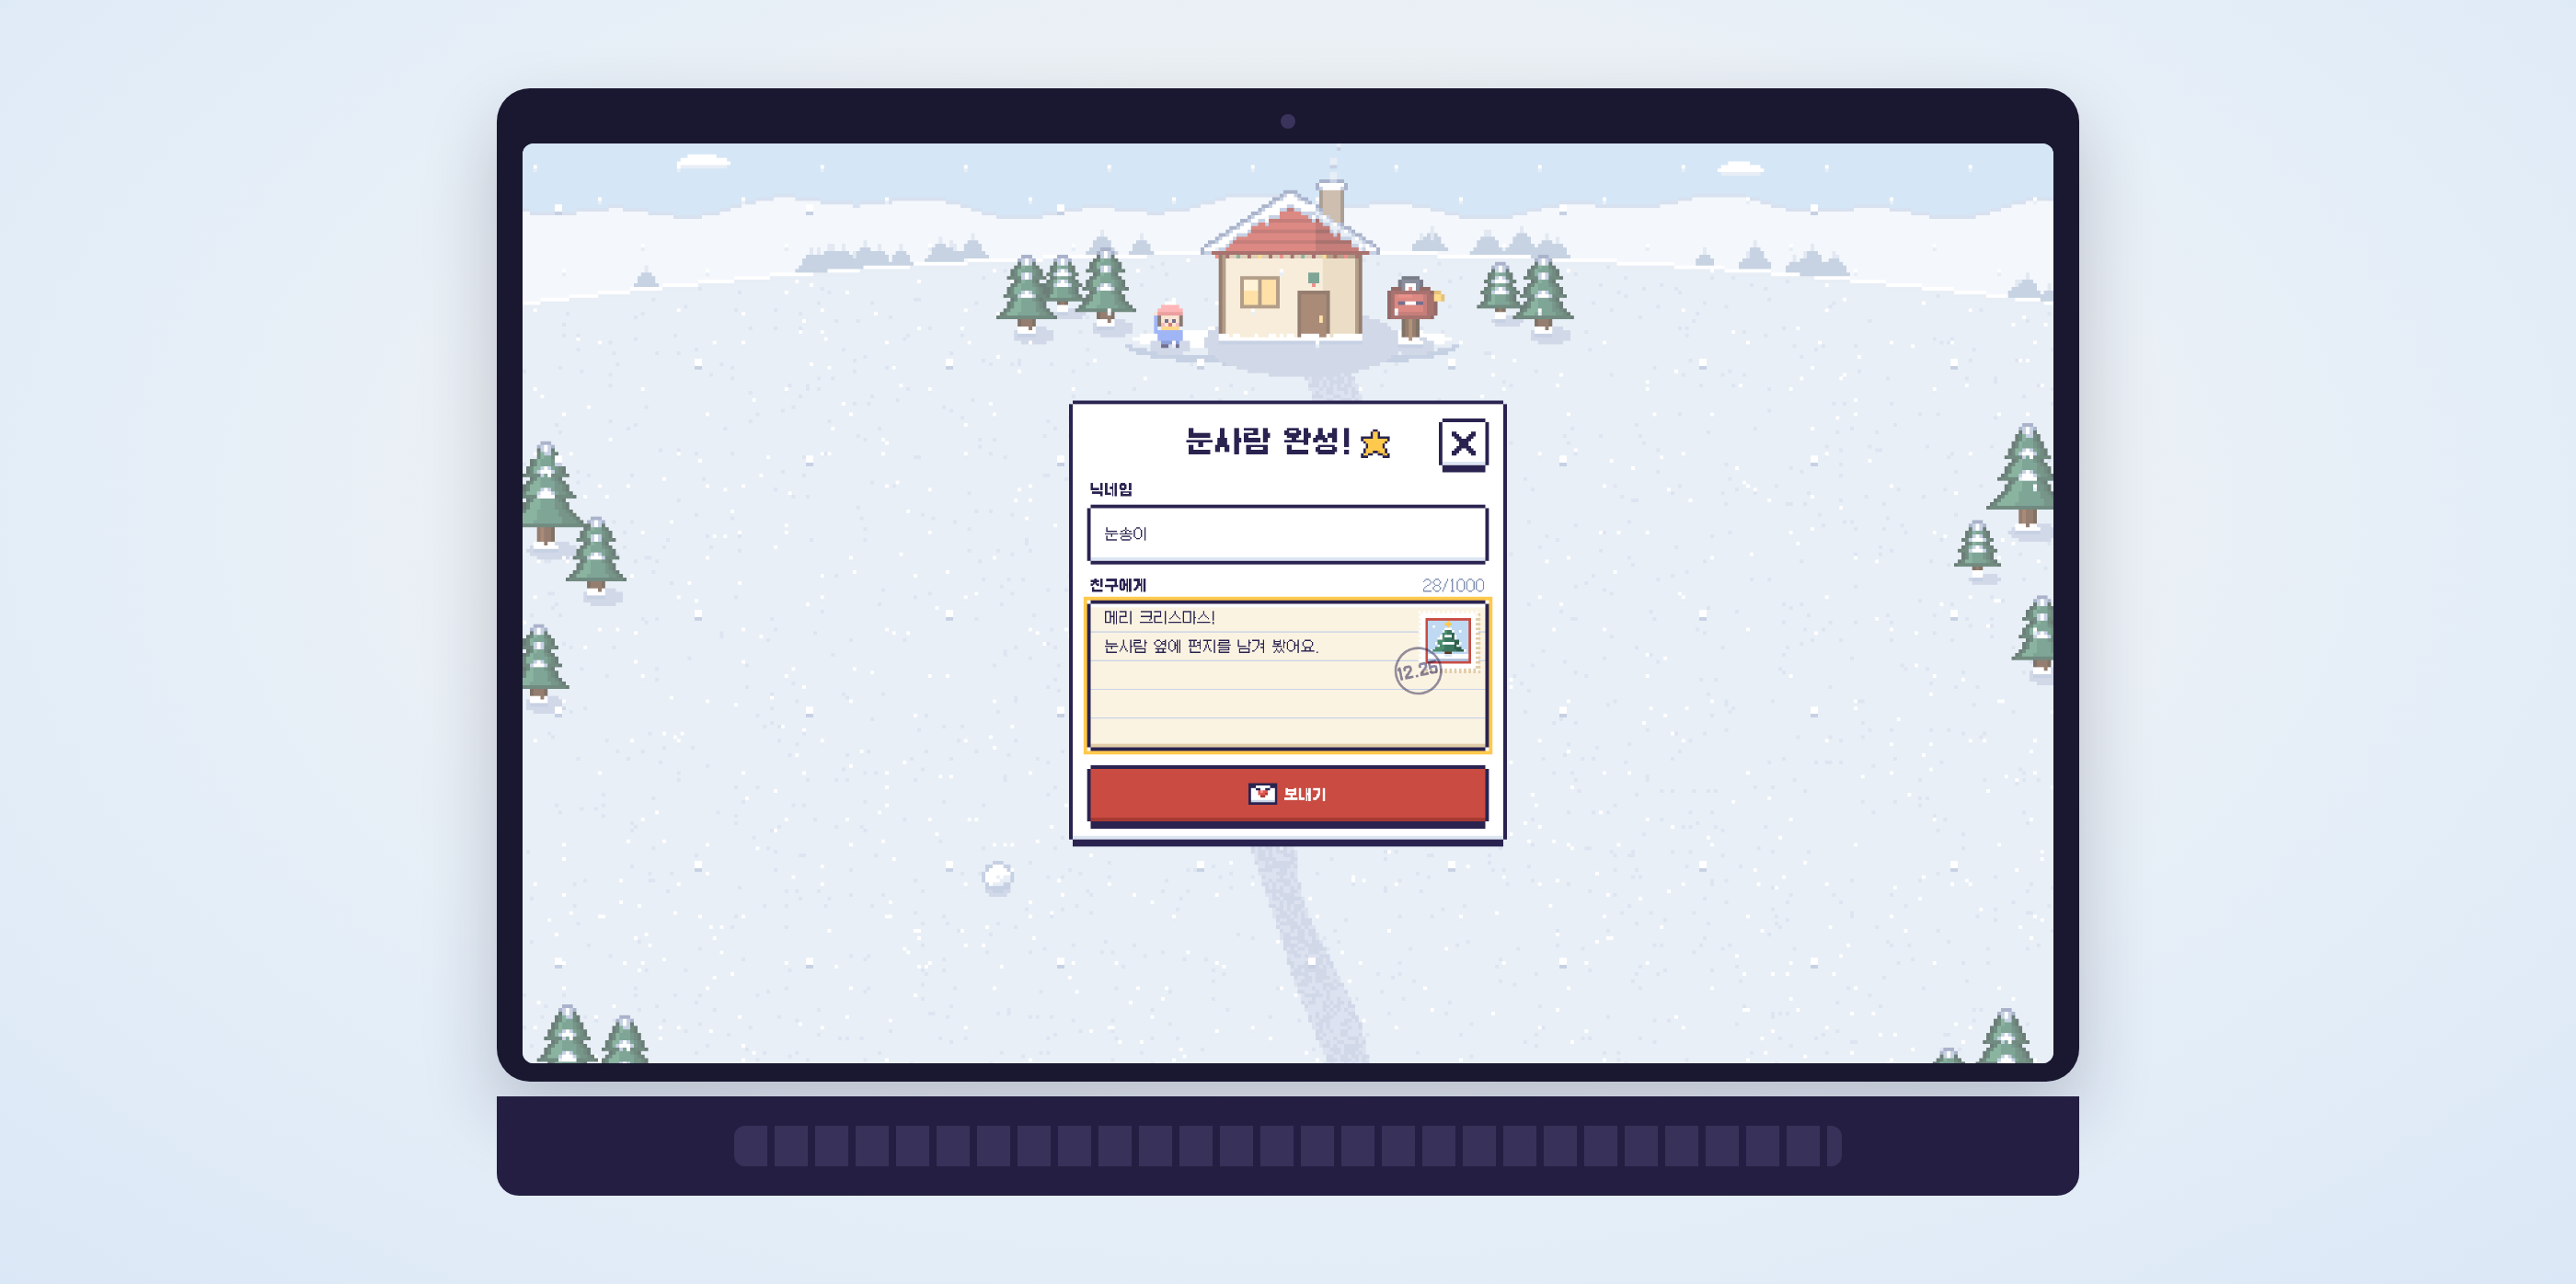 눈사람 완성!
닉네임
눈송이
친구에게 28/1000
메리 크리스마스!
눈사람 옆에 편지를 남겨 봤어요.
12.25
보내기